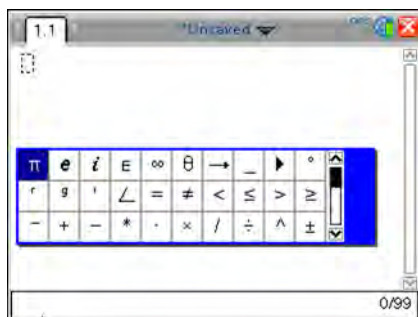 1.1
*Unsaved
π e i E ∞ θ → _ ▶ °
r g ' ∠ = ≠ < ≤ > ≥
− + − * · × / ÷ ^ ±
0/99